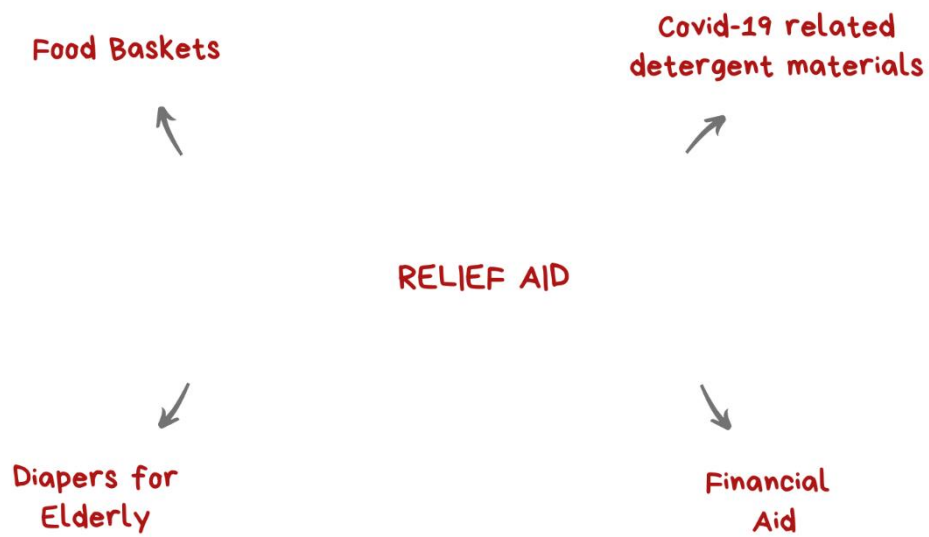 Food Baskets
Covid-19 related
detergent materials
RELIEF AID
Diapers for
Elderly
Financial
Aid